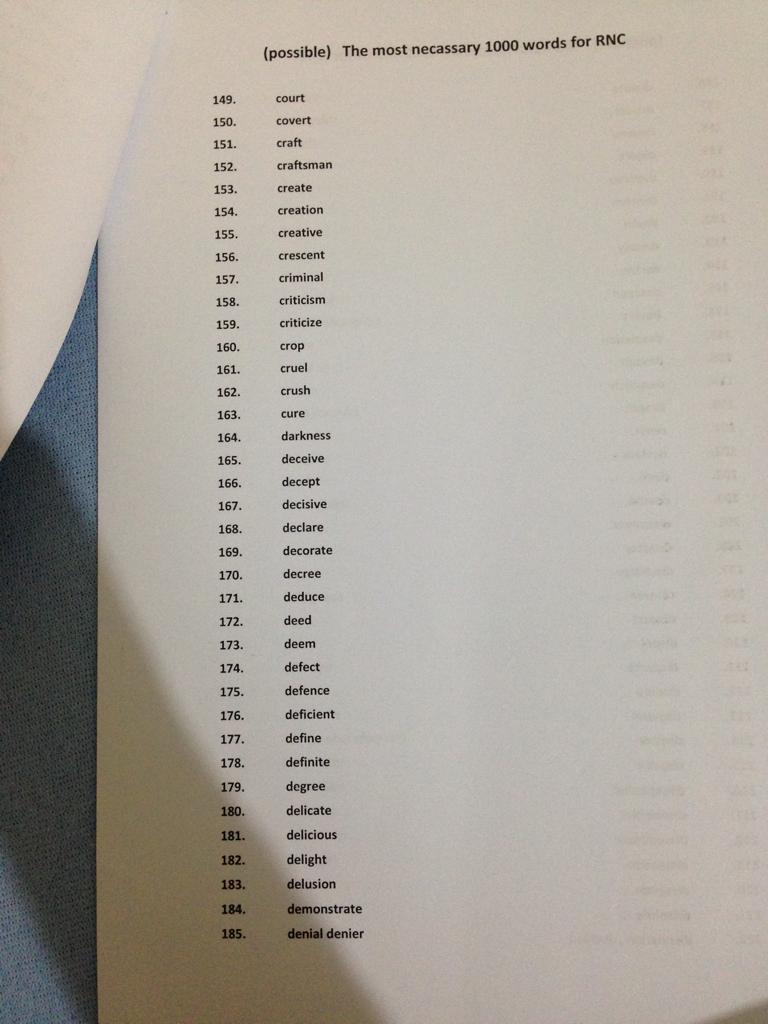 (possible) The most necassary 1000 words for RNC
149. court
150. covert
151. craft
152. craftsman
153. create
154. creation
155. creative
156. crescent
157. criminal
158. criticism
159. criticize
160. crop
161. cruel
162. crush
163. cure
164. darkness
165. deceive
166. decept
167. decisive
168. declare
169. decorate
170. decree
171. deduce
172. deed
173. deem
174. defect
175. defence
176. deficient
177. define
178. definite
179. degree
180. delicate
181. delicious
182. delight
183. delusion
184. demonstrate
185. denial denier